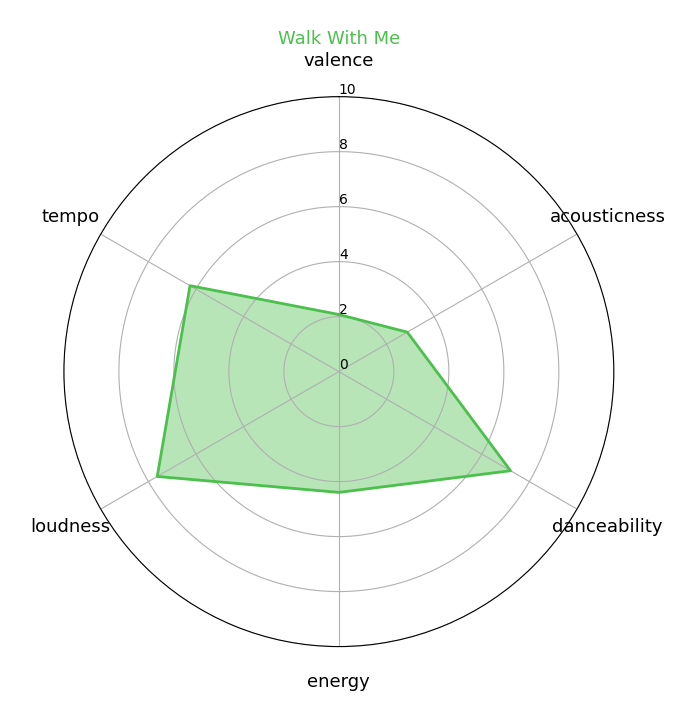 Walk With Me
valence
10
8
6
4
2
0
tempo
acousticness
loudness
danceability
energy